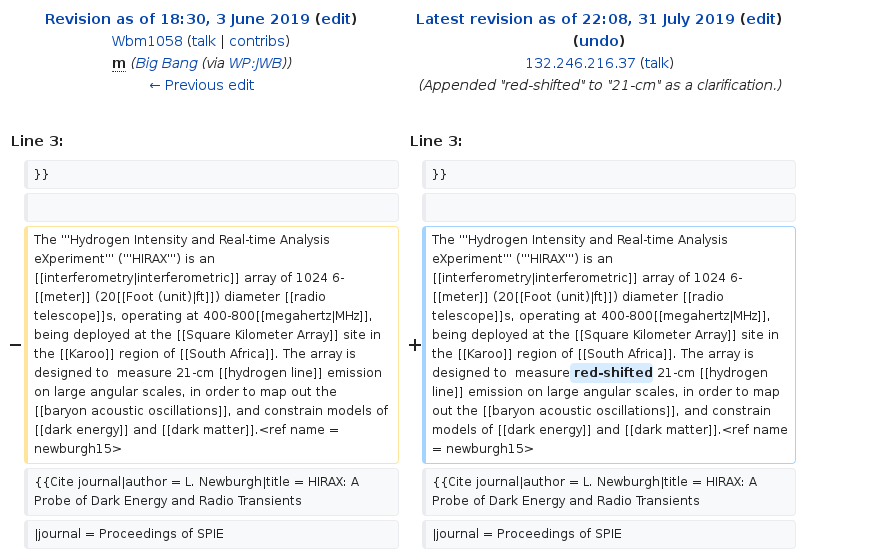 Revision as of 18:30, 3 June 2019 (edit)
Wbm1058 (talk | contribs)
m (Big Bang (via WP:JWB))
← Previous edit
Latest revision as of 22:08, 31 July 2019 (edit)
(undo)
132.246.216.37 (talk)
(Appended "red-shifted" to "21-cm" as a clarification.)
Line 3:
Line 3:
}}
}}
−
The '''Hydrogen Intensity and Real-time Analysis
eXperiment''' ('''HIRAX''') is an
[[interferometry|interferometric]] array of 1024 6-
[[meter]] (20[[Foot (unit)|ft]]) diameter [[radio
telescope]]s, operating at 400-800[[megahertz|MHz]],
being deployed at the [[Square Kilometer Array]] site in
the [[Karoo]] region of [[South Africa]]. The array is
designed to  measure 21-cm [[hydrogen line]] emission
on large angular scales, in order to map out the
[[baryon acoustic oscillations]], and constrain models of
[[dark energy]] and [[dark matter]].<ref name =
newburgh15>
+
The '''Hydrogen Intensity and Real-time Analysis
eXperiment''' ('''HIRAX''') is an
[[interferometry|interferometric]] array of 1024 6-
[[meter]] (20[[Foot (unit)|ft]]) diameter [[radio
telescope]]s, operating at 400-800[[megahertz|MHz]],
being deployed at the [[Square Kilometer Array]] site in
the [[Karoo]] region of [[South Africa]]. The array is
designed to  measure red-shifted 21-cm [[hydrogen
line]] emission on large angular scales, in order to map
out the [[baryon acoustic oscillations]], and constrain
models of [[dark energy]] and [[dark matter]].<ref name
= newburgh15>
{{Cite journal|author = L. Newburgh|title = HIRAX: A
Probe of Dark Energy and Radio Transients
{{Cite journal|author = L. Newburgh|title = HIRAX: A
Probe of Dark Energy and Radio Transients
|journal = Proceedings of SPIE
|journal = Proceedings of SPIE